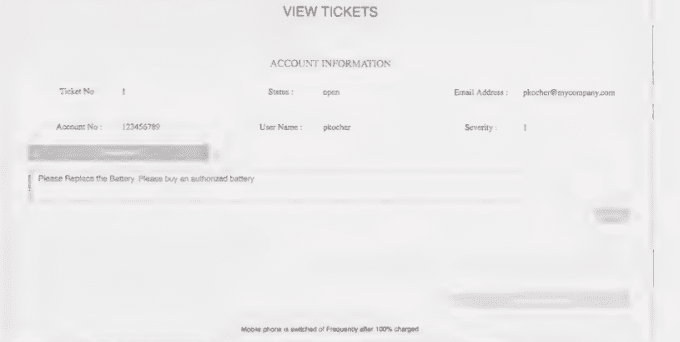 VIEW TICKETS
ACCOUNT INFORMATION
Ticket No 1 Status : open Email Address : pkocher@mycompany.com
Account No : 123456789 User Name : pkocher Severity : 1
Please Replace the Battery. Please buy an authorized battery
Mobile phone is switched of Frequently after 100% charged